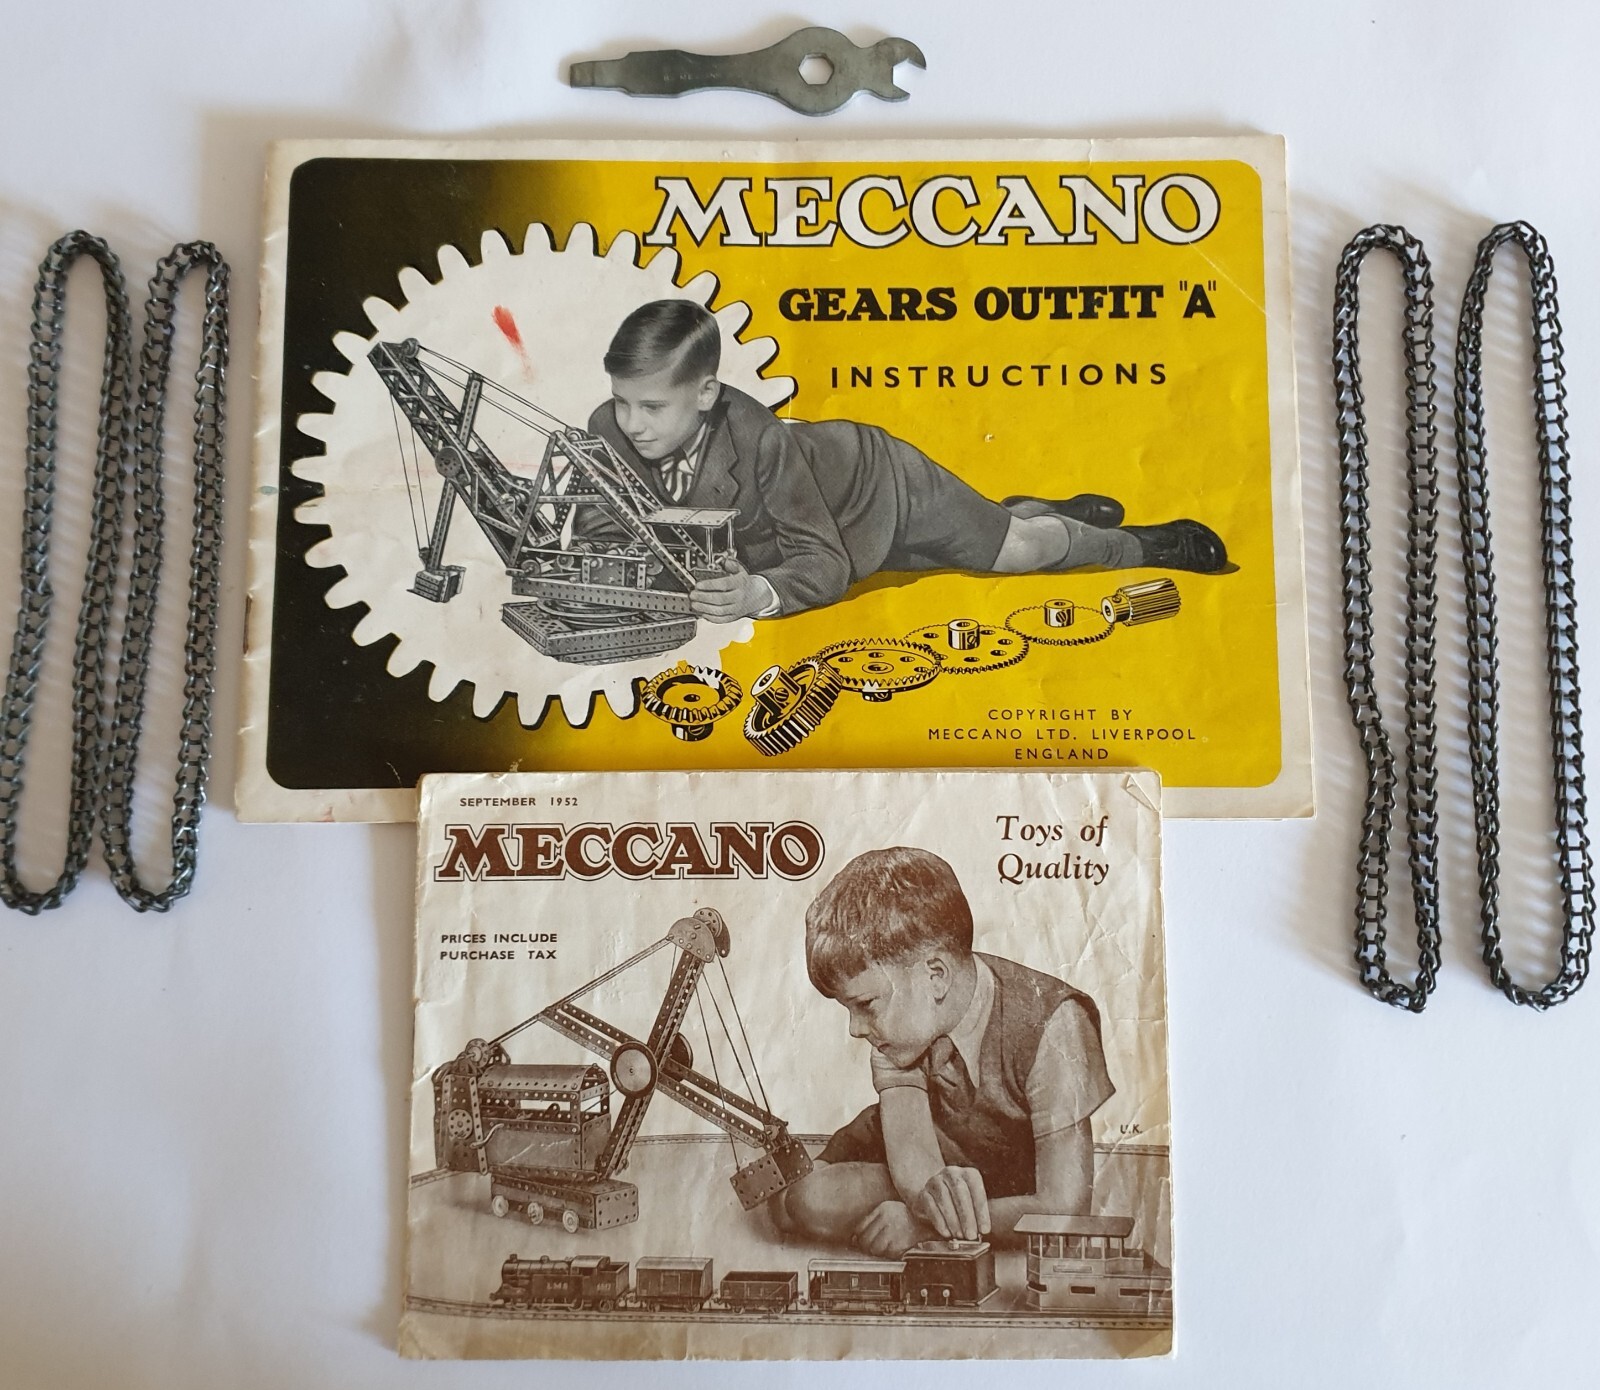 MECCANO
GEARS OUTFIT "A"
INSTRUCTIONS
COPYRIGHT BY
MECCANO LTD. LIVERPOOL
ENGLAND
SEPTEMBER 1952
MECCANO
Toys of
Quality
PRICES INCLUDE
PURCHASE TAX
U.K.
LMS